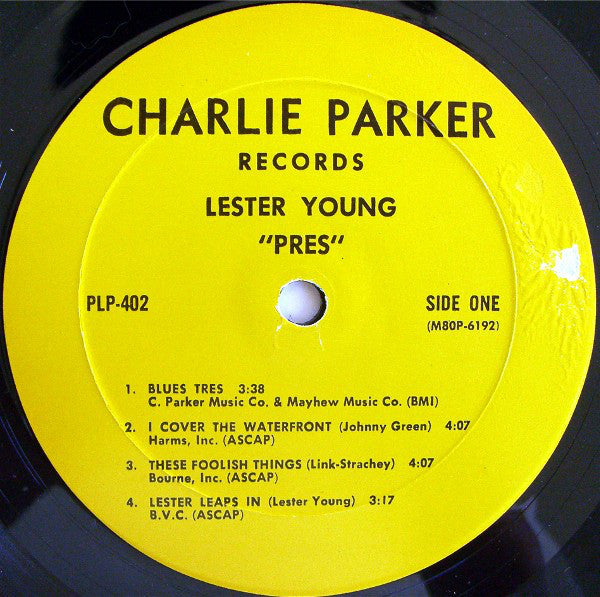 CHARLIE PARKER
RECORDS
LESTER YOUNG
"PRES"
PLP-402 SIDE ONE
(M80P-6192)
1. BLUES TRES 3:38
C. Parker Music Co. & Mayhew Music Co. (BMI)
2. I COVER THE WATERFRONT (Johnny Green) 4:07
Harms, Inc. (ASCAP)
3. THESE FOOLISH THINGS (Link-Strachey) 4:07
Bourne, Inc. (ASCAP)
4. LESTER LEAPS IN (Lester Young) 3:17
B.V.C. (ASCAP)